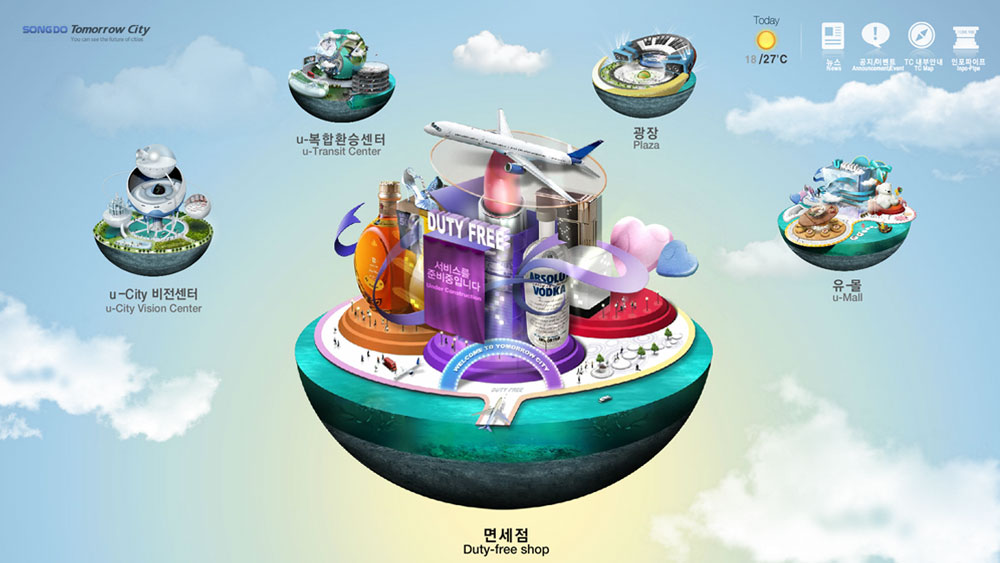 SONGDO Tomorrow City
You can see the future of cities
Today
18/27°C
뉴스
News
공지/이벤트
Announcement/Event
TC 내부안내
TC Map
인포파이프
Inpo-Pipe
u-복합환승센터
u-Transit Center
광장
Plaza
u-City 비전센터
u-City Vision Center
유-몰
u-Mall
DUTY FREE
서비스를
준비중입니다
Under Construction
ABSOLUT
VODKA
WELCOME TO TOMORROW CITY
DUTY FREE
면세점
Duty-free shop